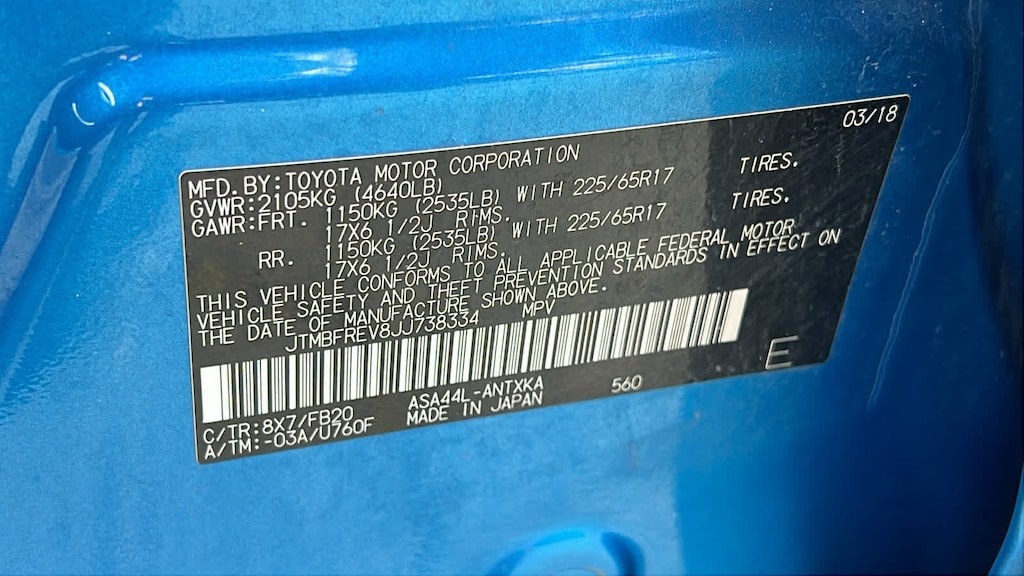 03/18
MFD.BY:TOYOTA MOTOR CORPORATION
GVWR:2105KG (4640LB)
GAWR:FRT. 1150KG (2535LB) WITH 225/65R17 TIRES.
17X6 1/2J RIMS.
RR. 1150KG (2535LB) WITH 225/65R17 TIRES.
17X6 1/2J RIMS.
THIS VEHICLE CONFORMS TO ALL APPLICABLE FEDERAL MOTOR
VEHICLE SAFETY AND THEFT PREVENTION STANDARDS IN EFFECT ON
THE DATE OF MANUFACTURE SHOWN ABOVE.
JTMBFREV8JJ738334 MPV
E
C/TR:8X7/FB20 ASA44L-ANTXKA 560
A/TM:-03A/U760F MADE IN JAPAN